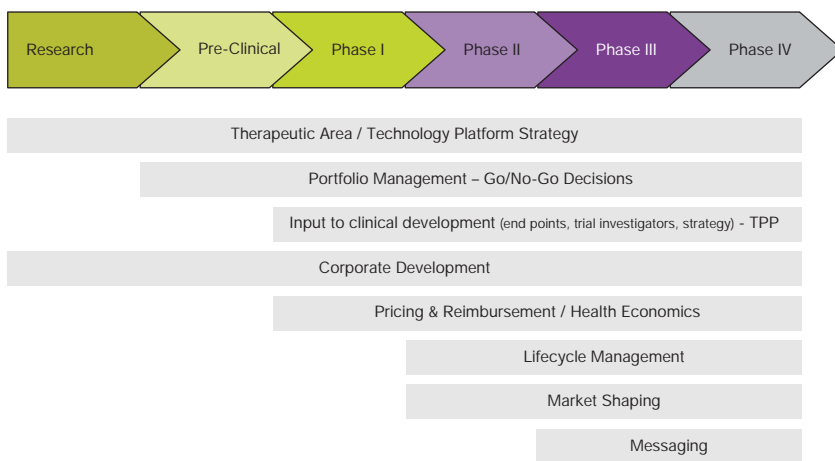 Research
Pre-Clinical
Phase I
Phase II
Phase III
Phase IV
Therapeutic Area / Technology Platform Strategy
Portfolio Management – Go/No-Go Decisions
Input to clinical development (end points, trial investigators, strategy) - TPP
Corporate Development
Pricing & Reimbursement / Health Economics
Lifecycle Management
Market Shaping
Messaging